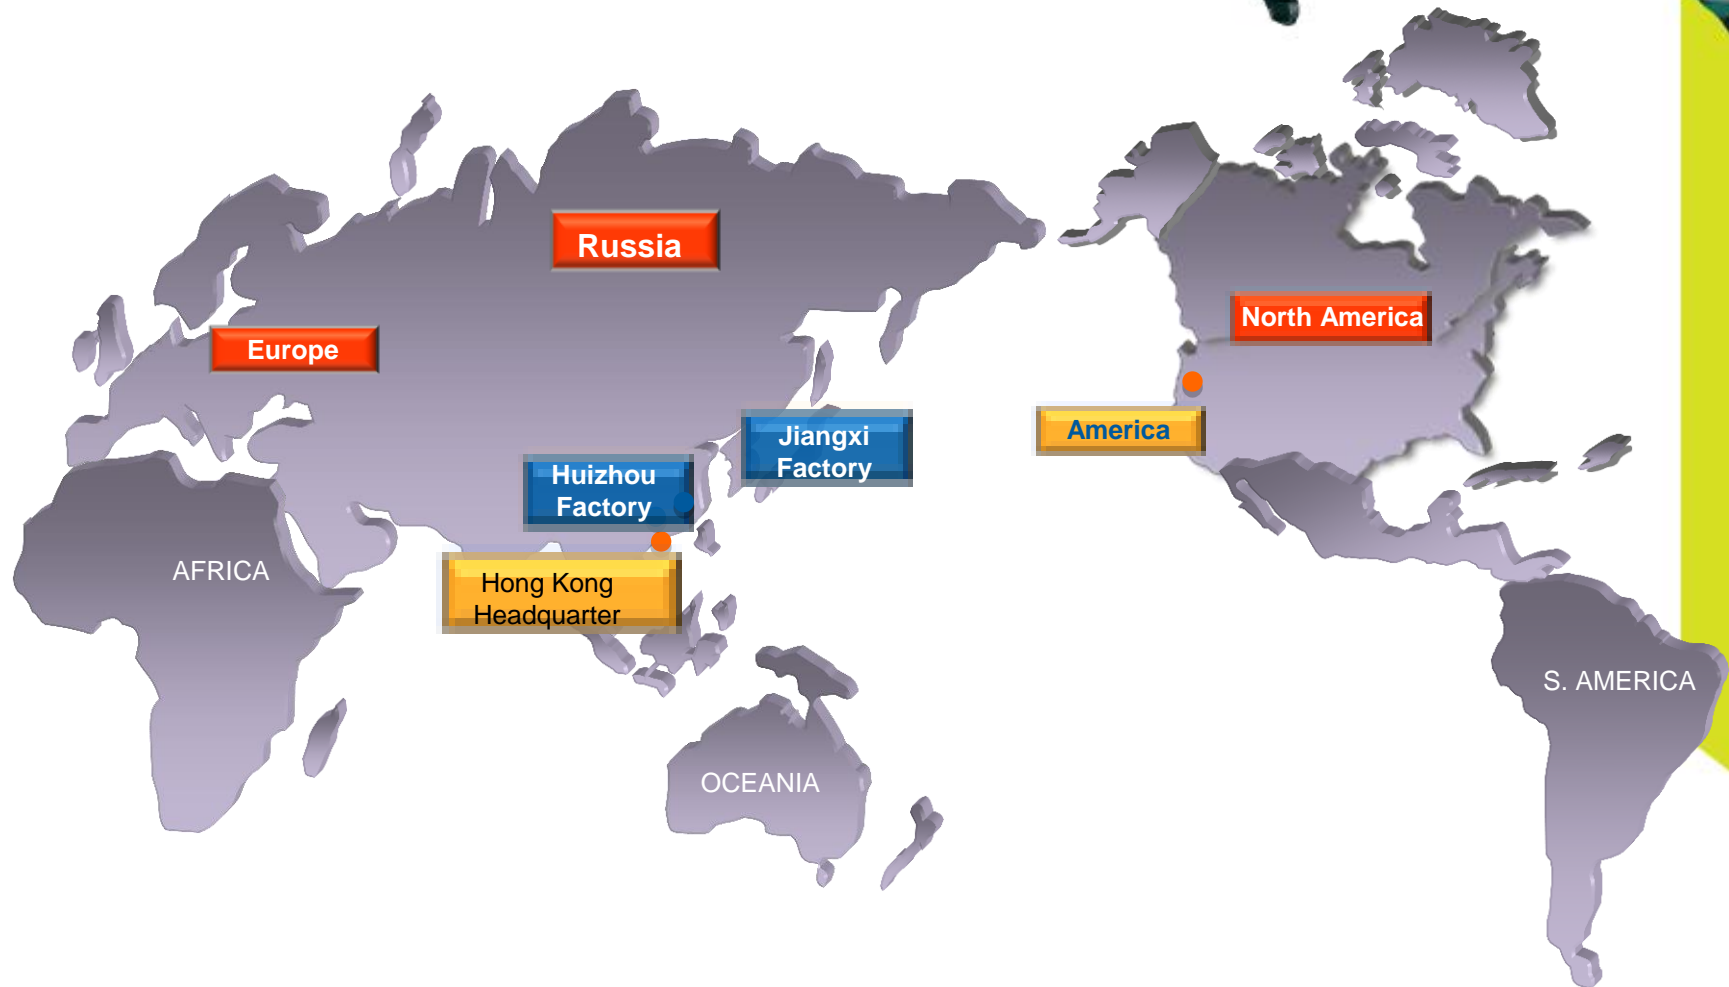 Russia
North America
Europe
Jiangxi
Factory
America
Huizhou
Factory
AFRICA
Hong Kong
Headquarter
S. AMERICA
OCEANIA